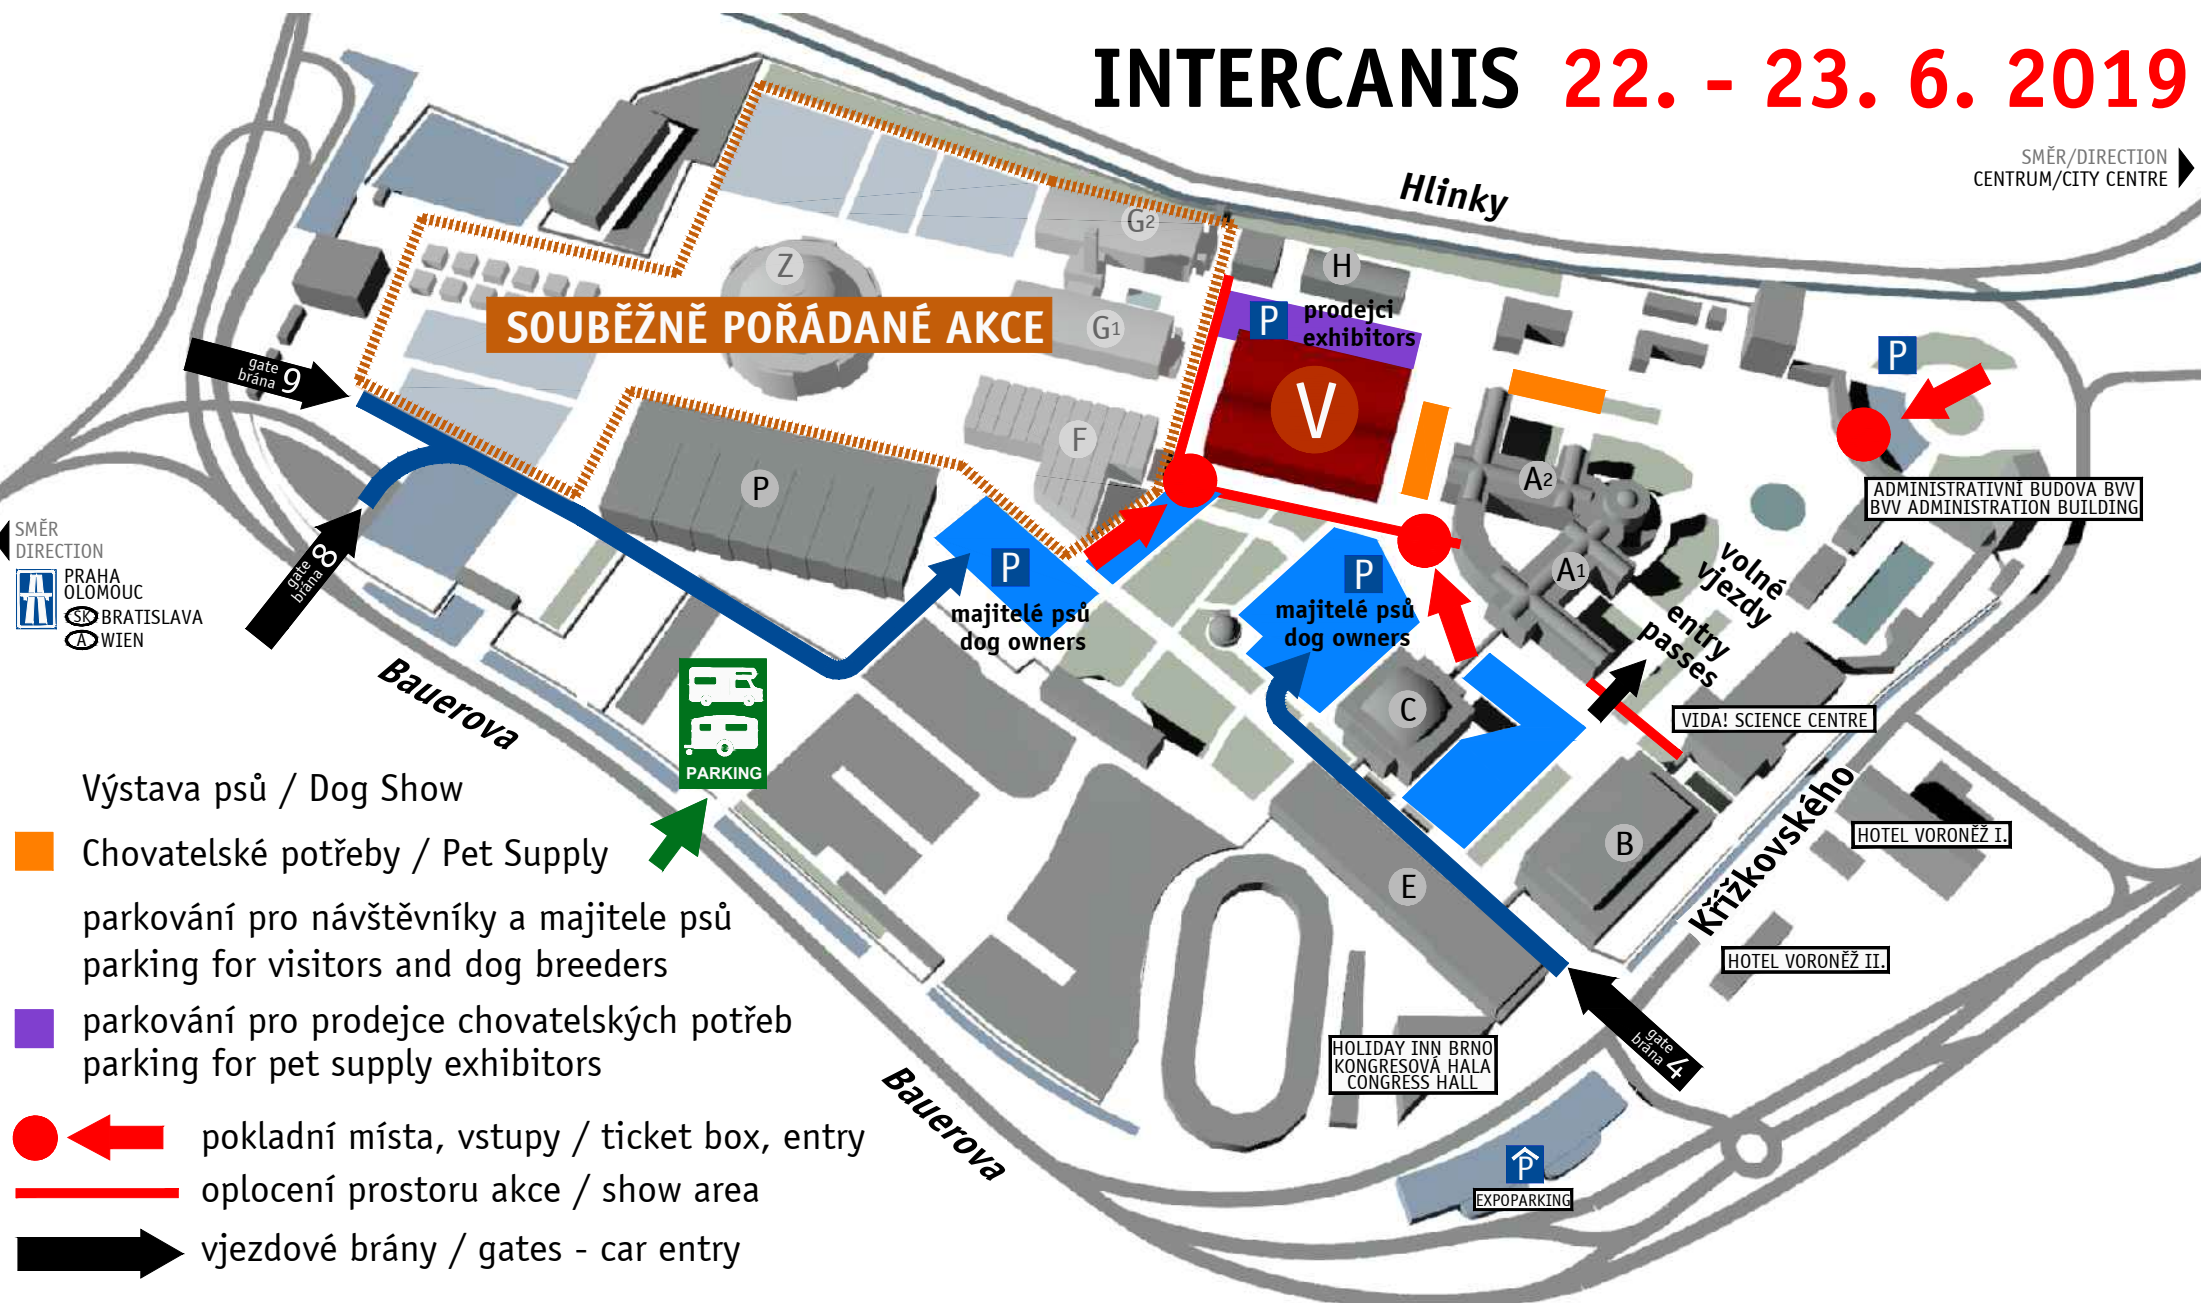 INTERCANIS 22. - 23. 6. 2019
SMĚR/DIRECTION
CENTRUM/CITY CENTRE
Hlinky
G2
Z
H
SOUBĚŽNĚ POŘÁDANÉ AKCE
G1
P
prodejci
exhibitors
P
gate
brána 9
V
F
A2
P
ADMINISTRATIVNÍ BUDOVA BVV
BVV ADMINISTRATION BUILDING
SMĚR
DIRECTION
PRAHA
OLOMOUC
SK BRATISLAVA
A WIEN
gate
brána 8
P
majitelé psů
dog owners
P
majitelé psů
dog owners
A1
volné
vjezdy
entry
passes
Bauerova
PARKING
C
VIDA! SCIENCE CENTRE
Výstava psů / Dog Show
Chovatelské potřeby / Pet Supply
parkování pro návštěvníky a majitele psů
parking for visitors and dog breeders
parkování pro prodejce chovatelských potřeb
parking for pet supply exhibitors
pokladní místa, vstupy / ticket box, entry
oplocení prostoru akce / show area
vjezdové brány / gates - car entry
B
E
Křížkovského
HOTEL VORONĚŽ I.
HOTEL VORONĚŽ II.
HOLIDAY INN BRNO
KONGRESOVÁ HALA
CONGRESS HALL
gate
brána 4
Bauerova
P
EXPOPARKING